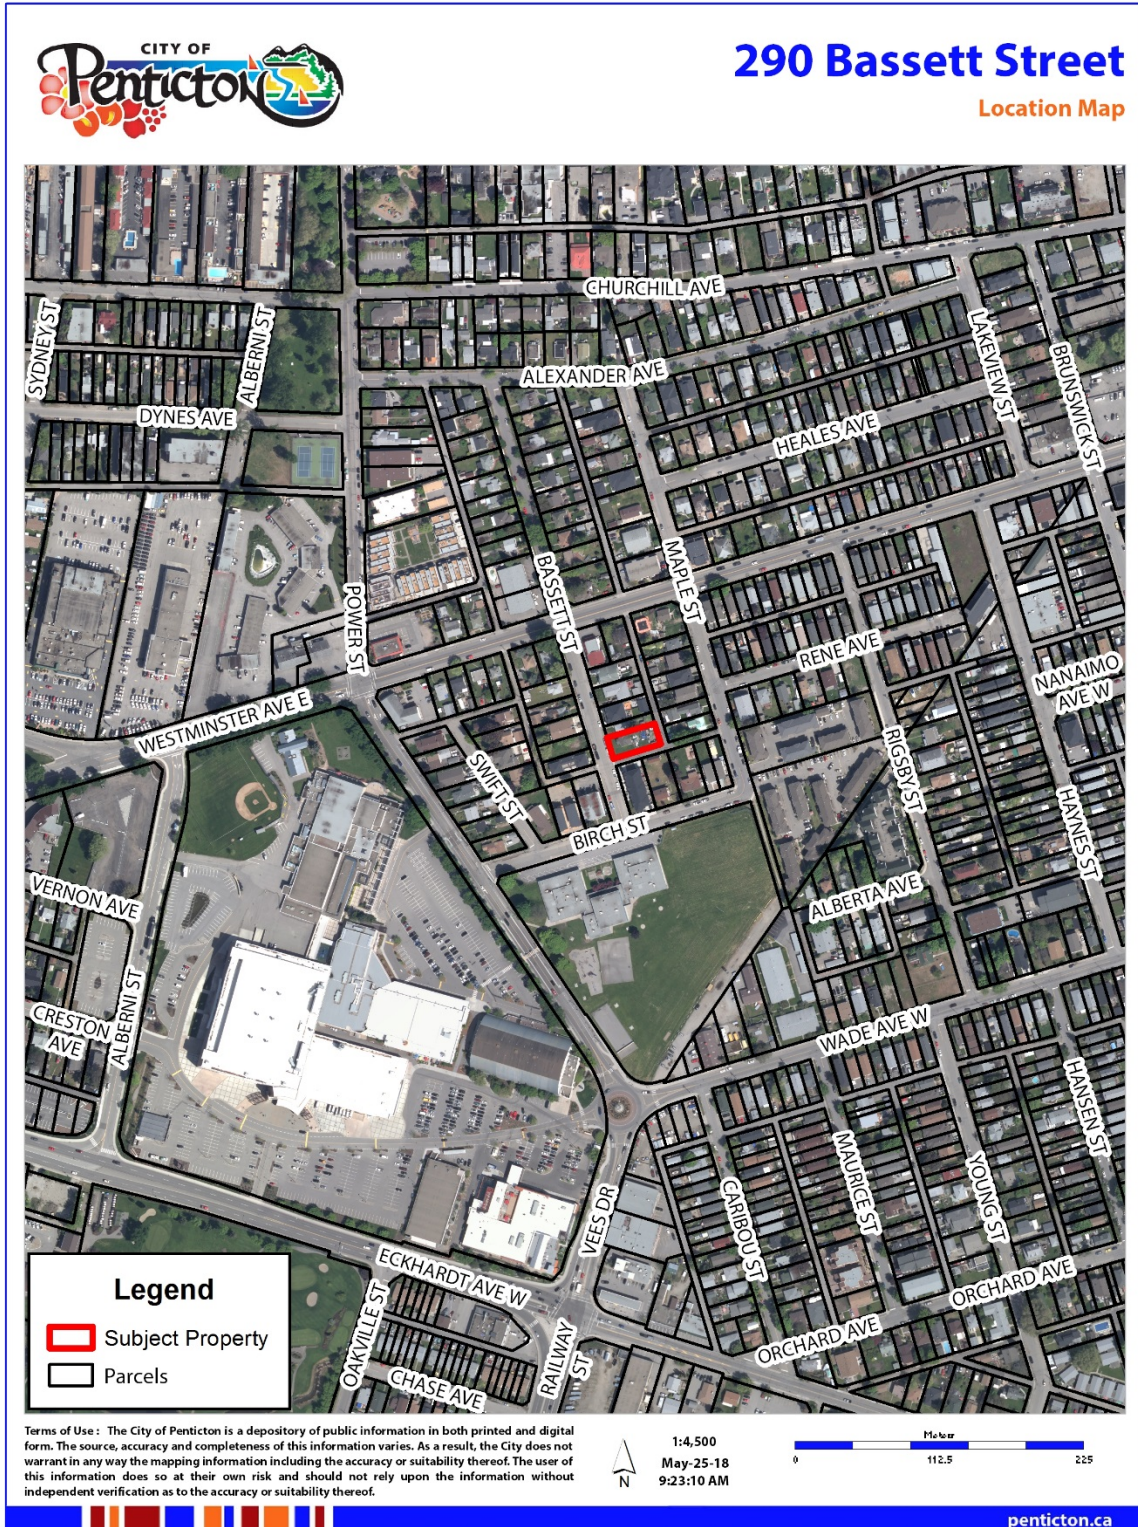 CITY OF
Penticton
290 Bassett Street
Location Map
CHURCHILL AVE
SYDNEY ST
ALBERNI ST
LAKEVIEW ST
BRUNSWICK ST
ALEXANDER AVE
DYNES AVE
HEALES AVE
MAPLE ST
BASSETT ST
POWER ST
RENE AVE
NANAIMO
AVE W
WESTMINSTER AVE E
RIGSBY ST
SWIFT ST
HAYNES ST
BIRCH ST
VERNON AVE
ALBERTA AVE
ALBERNI ST
CRESTON
AVE
WADE AVE W
HANSEN ST
MAURICE ST
YOUNG ST
CARIBOU ST
VEES DR
ECKHARDT AVE W
ORCHARD AVE
OAKVILLE ST
RAILWAY
ST
ORCHARD AVE
CHASE AVE
Legend
Subject Property
Parcels
Terms of Use : The City of Penticton is a depository of public information in both printed and digital
form. The source, accuracy and completeness of this information varies. As a result, the City does not
warrant in any way the mapping information including the accuracy or suitability thereof. The user of
this information does so at their own risk and should not rely upon the information without
independent verification as to the accuracy or suitability thereof.
N
1:4,500
May-25-18
9:23:10 AM
Meters
0 112.5 225
penticton.ca